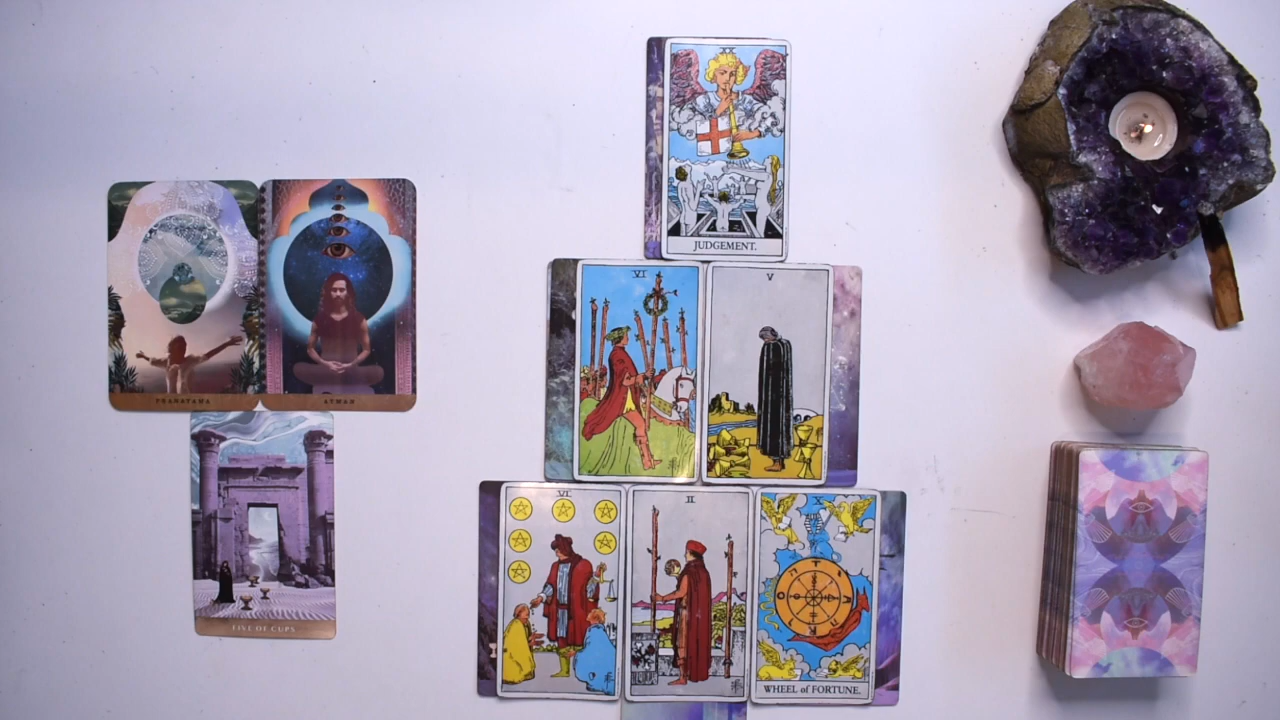 PRANAYAMA
ATMAN
FIVE OF CUPS
XX
JUDGEMENT.
VI
V
VI
II
X
WHEEL of FORTUNE.